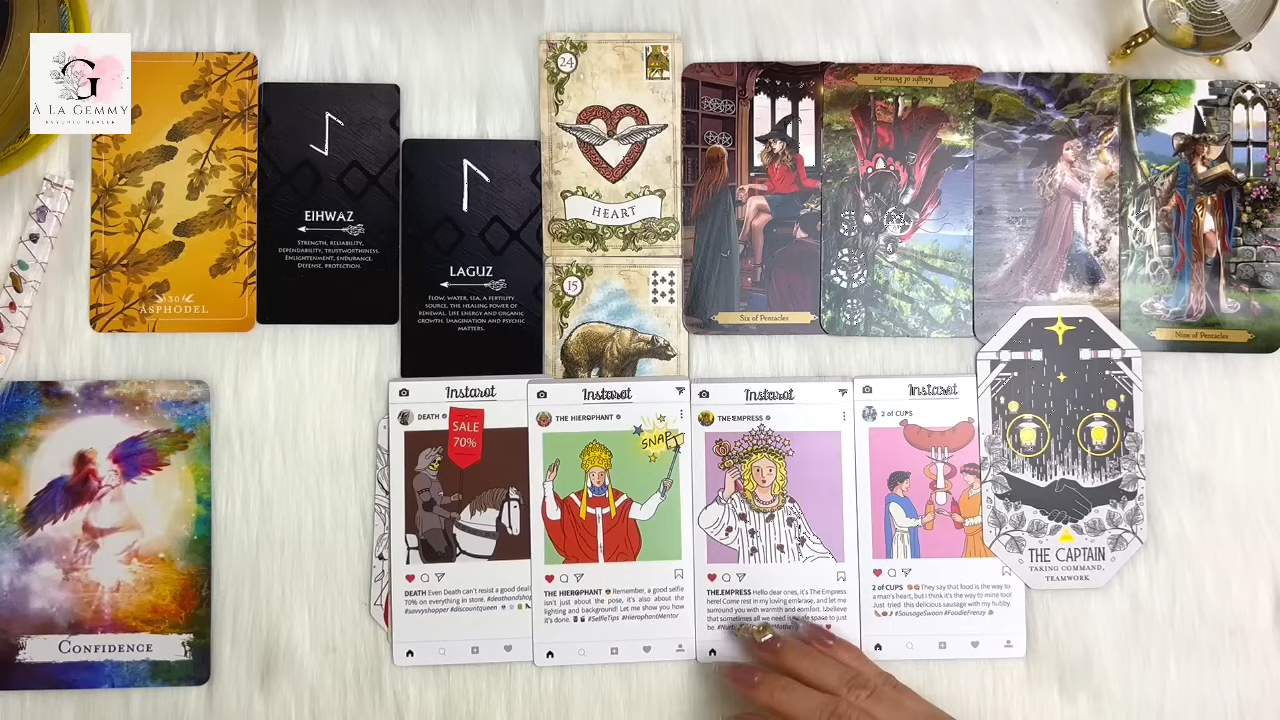 G
À LA GEMMY
30
ASPHODEL
EIHWAZ
Strength, reliability,
dependability, trustworthiness.
Enlightenment, endurance.
Defense, protection.
LAGUZ
Flow, water, sea, a fertility
source, the healing power of
renewal. Life energy and organic
growth. Imagination and psychic
matters.
24
HEART
15
Six of Pentacles
Knight of Pentacles
Nine of Pentacles
CONFIDENCE
Instarot
DEATH
SALE
70%
DEATH Even Death can't resist a good deal!
70% on everything in store.
Instarot
THE HIEROPHANT
SNAP
THE HIEROPHANT Remember, a good selfie
isn't just about the pose, it's also about the
lighting and background! Let me show you how
it's done. #SelfieTips #HierophantMentor
Instarot
THE EMPRESS
THE.EMPRESS Hello dear ones, it's The Empress
here! Come rest in my loving embrace, and let me
surround you with warmth and comfort. I believe
that sometimes all we need is a safe space to just
be
Instarot
2 of CUPS
2 of CUPS They say that food is the way to
a man's heart, but I think it's the way to mine too!
Just tried this delicious sausage with my hubby.
#SausageSwoon #FoodieFrenzy
THE CAPTAIN
TAKING COMMAND,
TEAMWORK